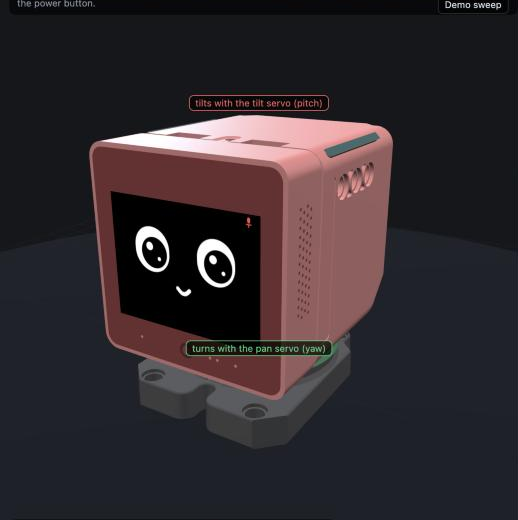 the power button.
Demo sweep
tilts with the tilt servo (pitch)
turns with the pan servo (yaw)